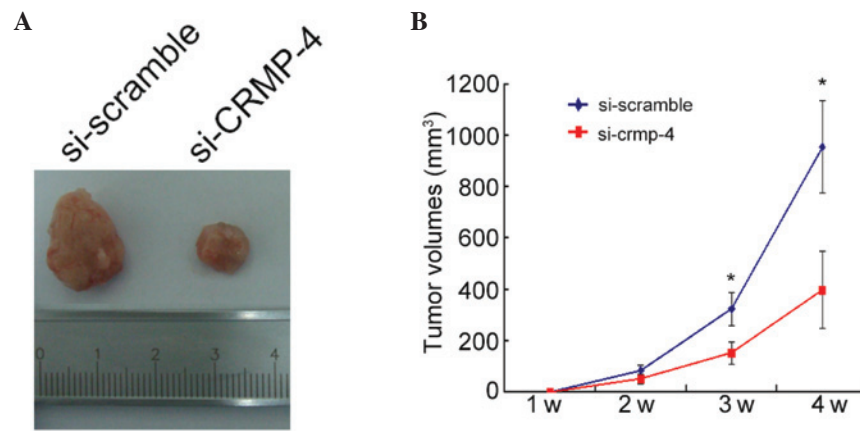 A
si-scramble
si-CRMP-4
0 1 2 3 4
B
Tumor volumes (mm³)
1200
1000
800
600
400
200
0
si-scramble
si-crmp-4
*
*
1 w 2 w 3 w 4 w